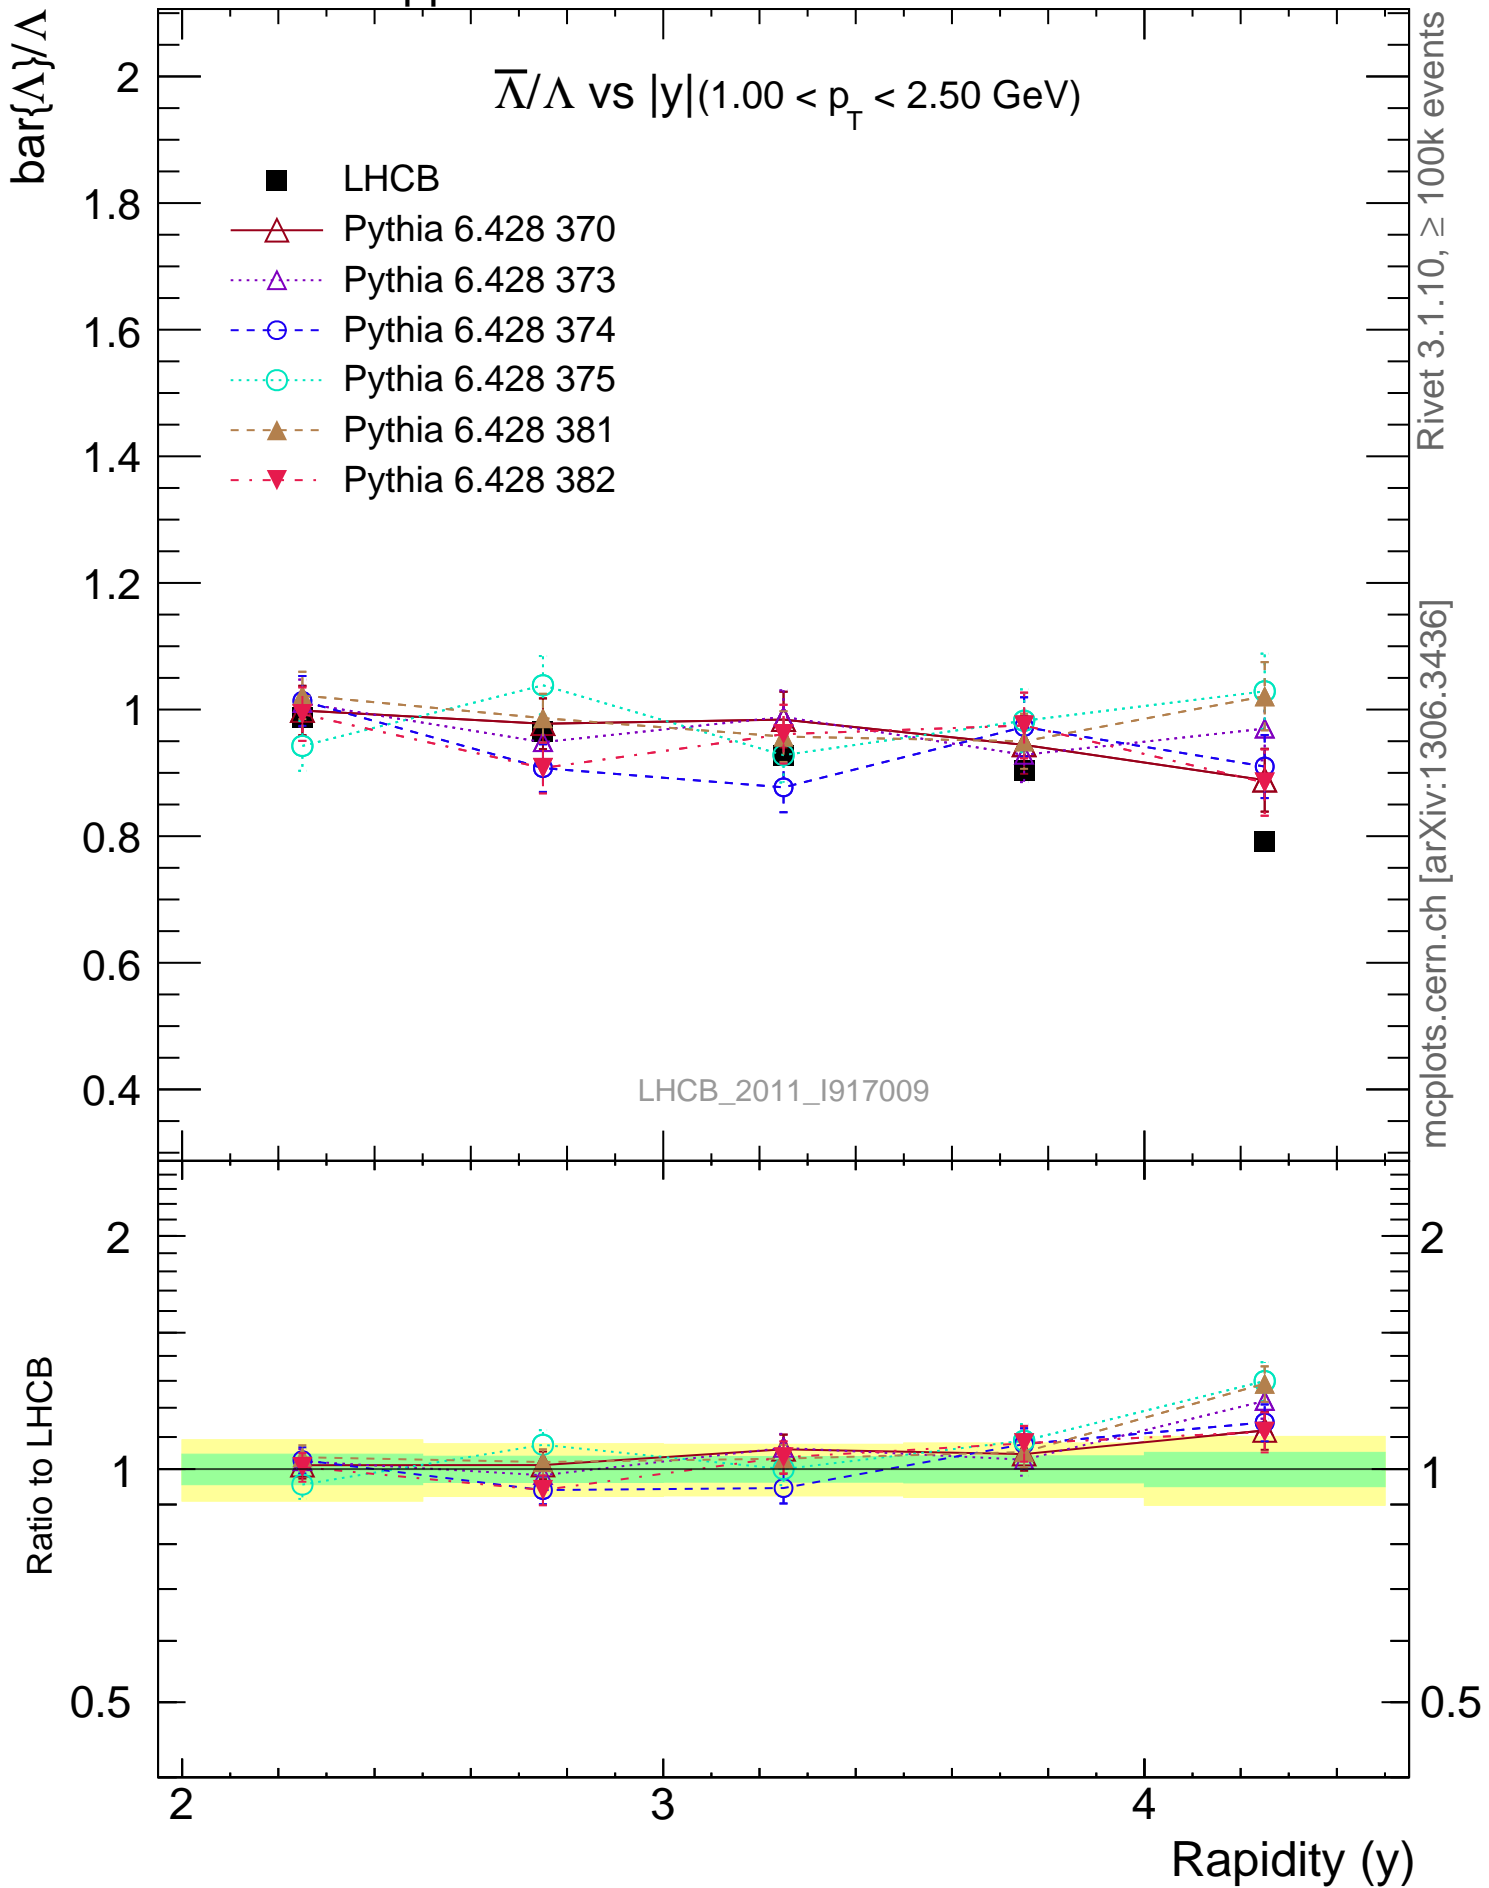 bar{Λ}/Λ
Λ̅/Λ vs |y|(1.00 < p_T < 2.50 GeV)
LHCB
Pythia 6.428 370
Pythia 6.428 373
Pythia 6.428 374
Pythia 6.428 375
Pythia 6.428 381
Pythia 6.428 382
2
1.8
1.6
1.4
1.2
1
0.8
0.6
0.4
LHCB_2011_I917009
Rivet 3.1.10, ≥ 100k events
mcplots.cern.ch [arXiv:1306.3436]
Ratio to LHCB
2
1
0.5
2
1
0.5
2
3
4
Rapidity (y)